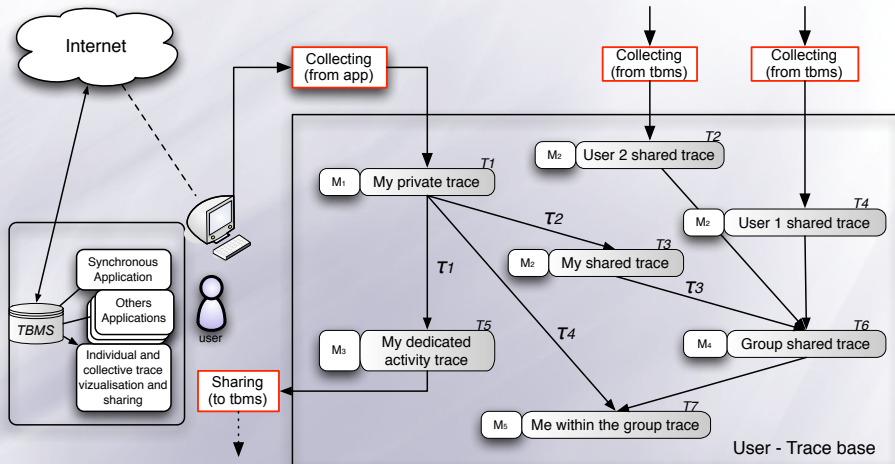 Internet
Collecting
(from app)
Collecting
(from tbms)
Collecting
(from tbms)
T2
M2 User 2 shared trace
T1
M1 My private trace
T4
M2 User 1 shared trace
τ2
T3
M2 My shared trace
τ1
τ3
τ4
Synchronous
Application
Others
Applications
TBMS
Individual and
collective trace
vizualisation and
sharing
user
T5
M3 My dedicated
activity trace
T6
M4 Group shared trace
Sharing
(to tbms)
T7
M5 Me within the group trace
User - Trace base